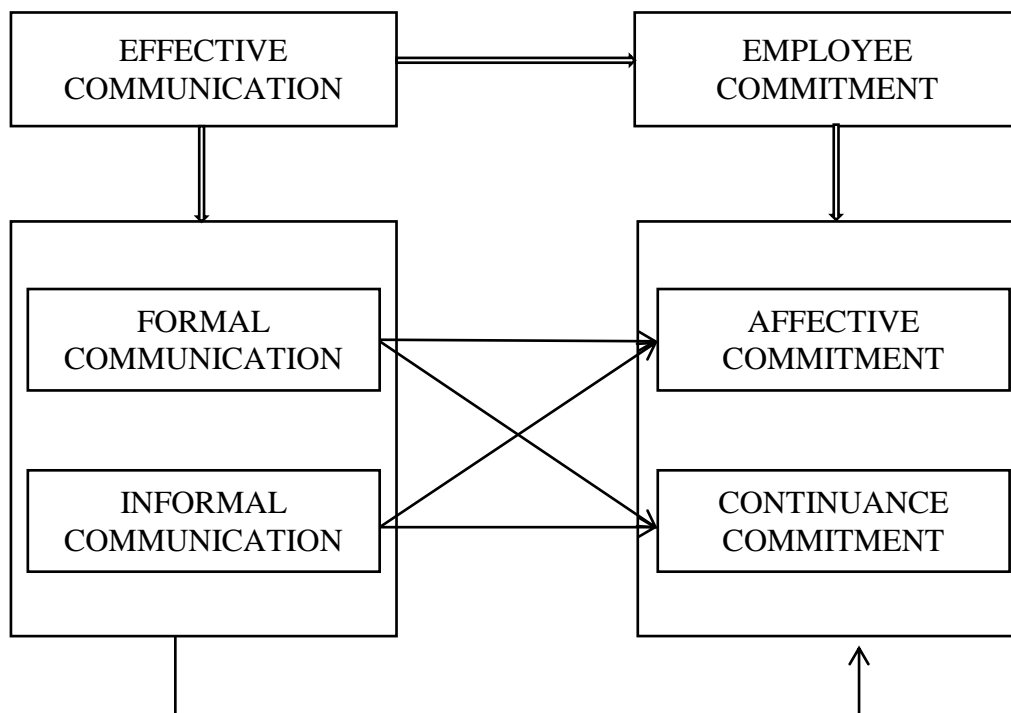 EFFECTIVE
COMMUNICATION
EMPLOYEE
COMMITMENT
FORMAL
COMMUNICATION
AFFECTIVE
COMMITMENT
INFORMAL
COMMUNICATION
CONTINUANCE
COMMITMENT